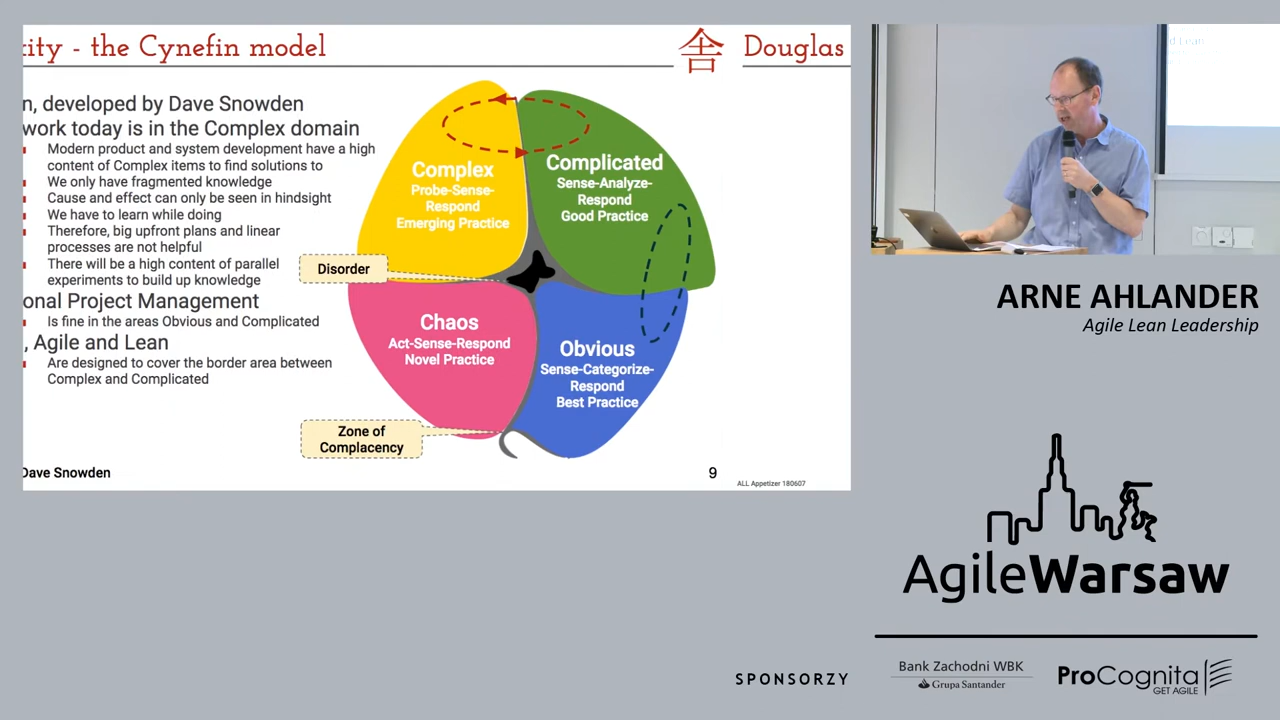 ity - the Cynefin model
舍 Douglas
n, developed by Dave Snowden
work today is in the Complex domain
Modern product and system development have a high
content of Complex items to find solutions to
We only have fragmented knowledge
Cause and effect can only be seen in hindsight
We have to learn while doing
Therefore, big upfront plans and linear
processes are not helpful
There will be a high content of parallel
experiments to build up knowledge
onal Project Management
Is fine in the areas Obvious and Complicated
, Agile and Lean
Are designed to cover the border area between
Complex and Complicated
Dave Snowden
Complex
Probe-Sense-
Respond
Emerging Practice
Complicated
Sense-Analyze-
Respond
Good Practice
Disorder
Chaos
Act-Sense-Respond
Novel Practice
Obvious
Sense-Categorize-
Respond
Best Practice
Zone of
Complacency
9
ALL Appetizer 180607
ARNE AHLANDER
Agile Lean Leadership
AgileWarsaw
SPONSORZY
Bank Zachodni WBK
Grupa Santander
ProCognita
GET AGILE